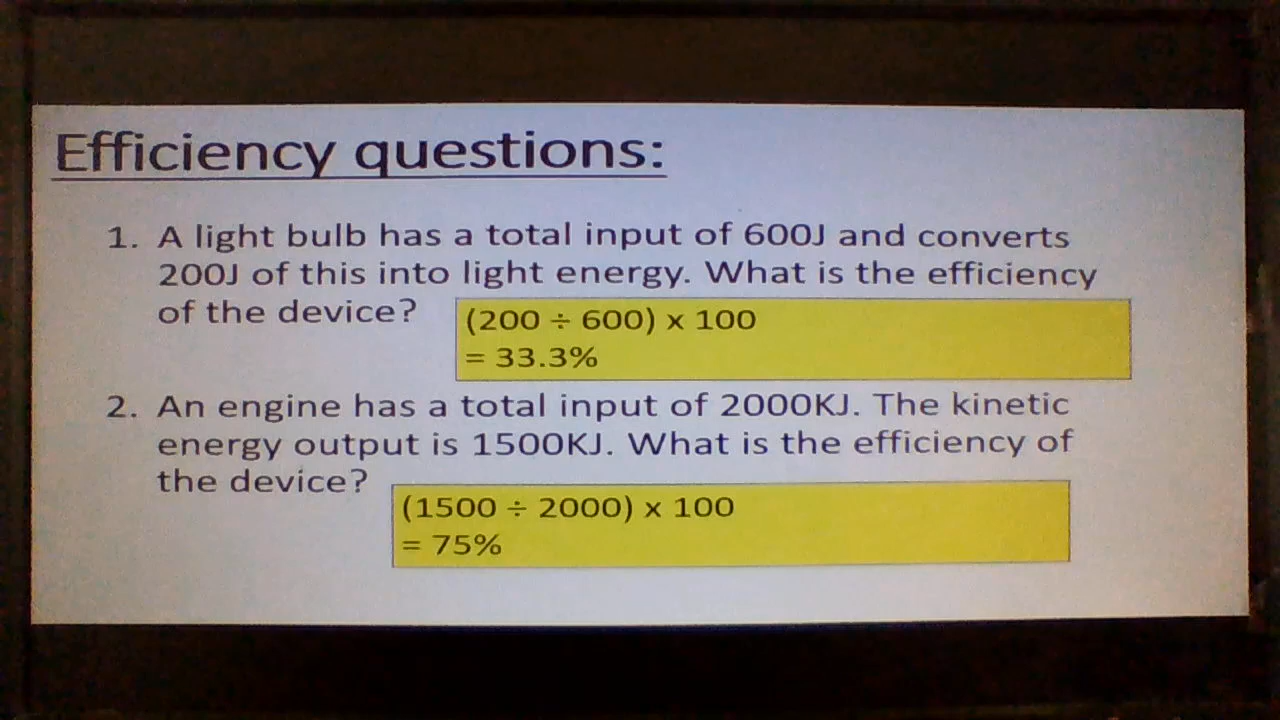 Efficiency questions:
1. A light bulb has a total input of 600J and converts
200J of this into light energy. What is the efficiency
of the device?
(200 ÷ 600) x 100
= 33.3%
2. An engine has a total input of 2000KJ. The kinetic
energy output is 1500KJ. What is the efficiency of
the device?
(1500 ÷ 2000) x 100
= 75%